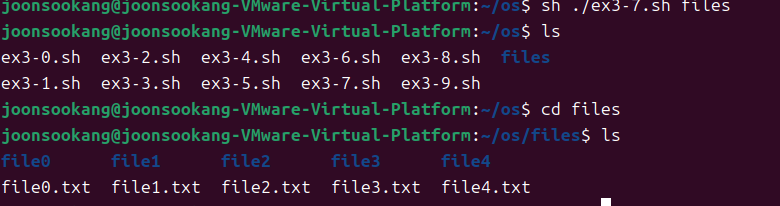 joonsookang@joonsookang-VMware-Virtual-Platform:~/os$ sh ./ex3-7.sh files
joonsookang@joonsookang-VMware-Virtual-Platform:~/os$ ls
ex3-0.sh  ex3-2.sh  ex3-4.sh  ex3-6.sh  ex3-8.sh  files
ex3-1.sh  ex3-3.sh  ex3-5.sh  ex3-7.sh  ex3-9.sh
joonsookang@joonsookang-VMware-Virtual-Platform:~/os$ cd files
joonsookang@joonsookang-VMware-Virtual-Platform:~/os/files$ ls
file0  file1  file2  file3  file4
file0.txt  file1.txt  file2.txt  file3.txt  file4.txt